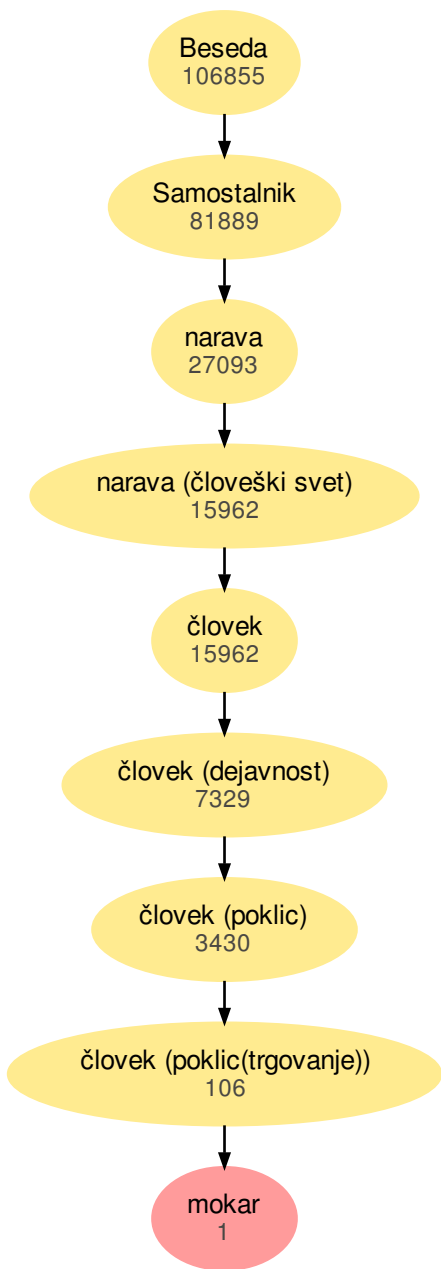 Beseda
106855
Samostalnik
81889
narava
27093
narava (človeški svet)
15962
človek
15962
človek (dejavnost)
7329
človek (poklic)
3430
človek (poklic(trgovanje))
106
mokar
1